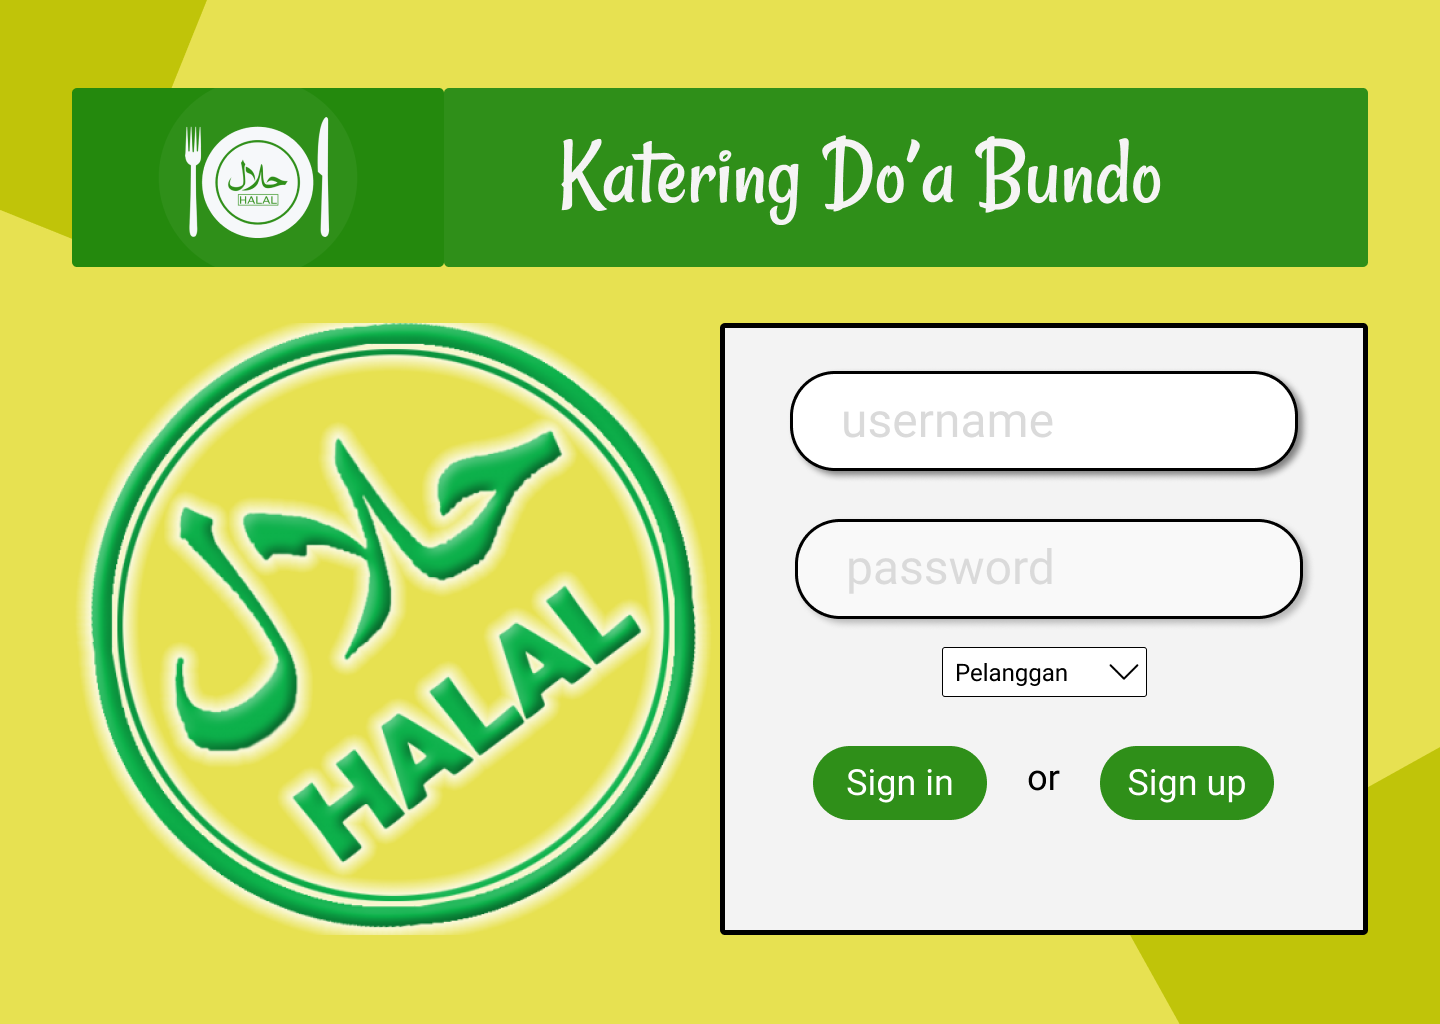 حلال
HALAL
Katering Do'a Bundo
حلال
HALAL
username
password
Pelanggan
Sign in or Sign up